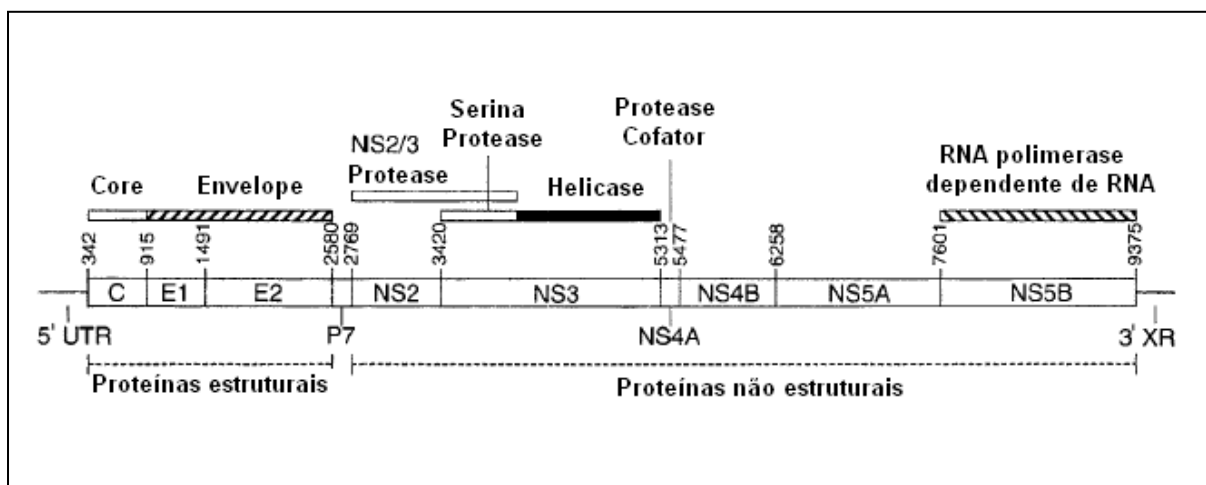 Serina
Protease
Protease
Cofator
NS2/3
Protease
RNA polimerase
dependente de RNA
Core
Envelope
Helicase
342
915
1491
2580
2769
3420
5313
5477
6258
7601
9375
C
E1
E2
NS2
NS3
NS4B
NS5A
NS5B
5' UTR
P7
NS4A
3' XR
Proteínas estruturais
Proteínas não estruturais